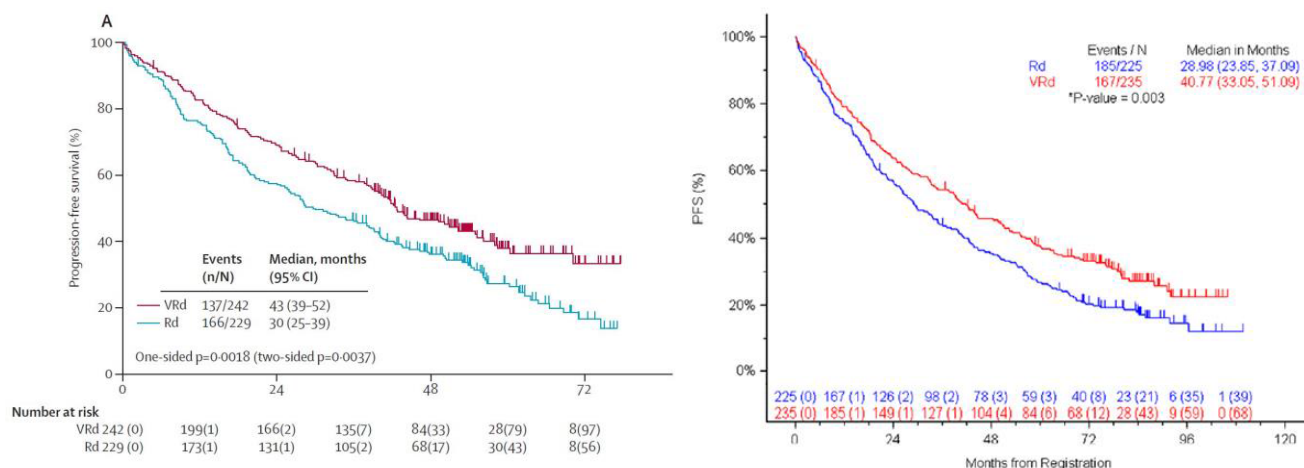 A
100
80
60
40
20
0
Progression-free survival (%)
Events (n/N) Median, months (95% CI)
VRd 137/242 43 (39–52)
Rd 166/229 30 (25–39)
One-sided p=0·0018 (two-sided p=0·0037)
0 24 48 72
Number at risk
VRd 242 (0) 199(1) 166(2) 135(7) 84(33) 28(79) 8(97)
Rd 229 (0) 173(1) 131(1) 105(2) 68(17) 30(43) 8(56)
100%
80%
60%
40%
20%
0%
PFS (%)
Events / N Median in Months
Rd 185/225 28.98 (23.85, 37.09)
VRd 167/235 40.77 (33.05, 51.09)
*P-value = 0.003
225 (0) 167 (1) 126 (2) 98 (2) 78 (3) 59 (3) 40 (8) 23 (21) 6 (35) 1 (39)
235 (0) 185 (1) 149 (1) 127 (1) 104 (4) 84 (6) 68 (12) 28 (43) 9 (59) 0 (68)
0 24 48 72 96 120
Months from Registration